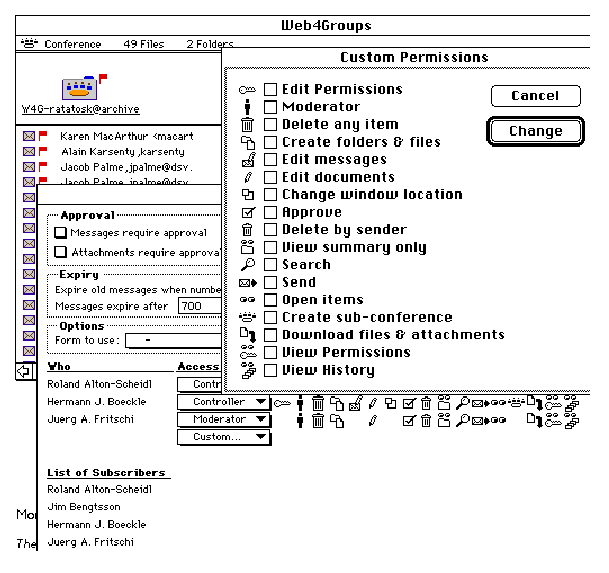 Web4Groups
Conference 49 Files 2 Folders
W4G-ratatosk@archive
Karen MacArthur <macart
Alain Karsenty ,karsenty
Jacob Palme,jpalme@dsv.
Jacob Palme,jpalme@dsv.
Approval
Messages require approval
Attachments require approval
Expiry
Expire old messages when numbe
Messages expire after 700
Options
Form to use: -
Who Access
Roland Alton-Scheidl Contr
Hermann J. Boeckle Controller
Juerg A. Fritschi Moderator
Custom...
List of Subscribers
Roland Alton-Scheidl
Jim Bengtsson
Hermann J. Boeckle
Juerg A. Fritschi
Mo
The
Custom Permissions
Edit Permissions
Moderator
Delete any item
Create folders & files
Edit messages
Edit documents
Change window location
Approve
Delete by sender
View summary only
Search
Send
Open items
Create sub-conference
Download files & attachments
View Permissions
View History
Cancel
Change